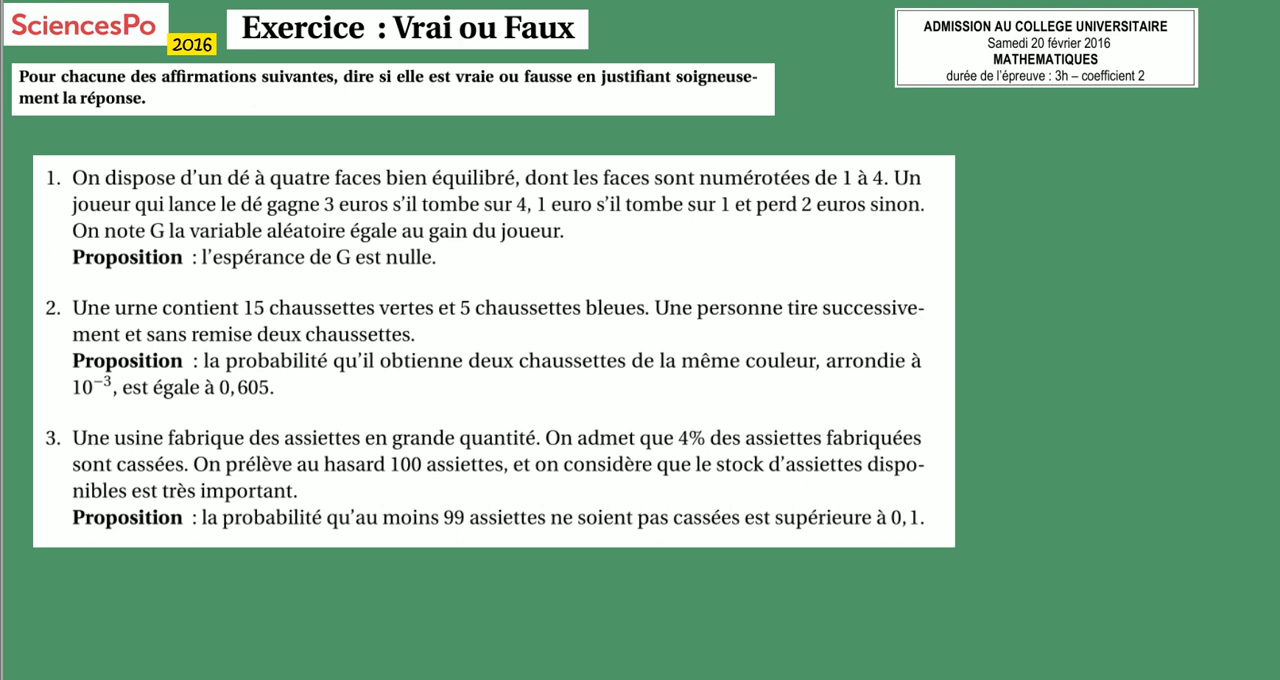 SciencesPo
2016
Exercice : Vrai ou Faux
ADMISSION AU COLLEGE UNIVERSITAIRE
Samedi 20 février 2016
MATHEMATIQUES
durée de l'épreuve : 3h – coefficient 2
Pour chacune des affirmations suivantes, dire si elle est vraie ou fausse en justifiant soigneuse-
ment la réponse.
1. On dispose d'un dé à quatre faces bien équilibré, dont les faces sont numérotées de 1 à 4. Un
joueur qui lance le dé gagne 3 euros s'il tombe sur 4, 1 euro s'il tombe sur 1 et perd 2 euros sinon.
On note G la variable aléatoire égale au gain du joueur.
Proposition : l'espérance de G est nulle.
2. Une urne contient 15 chaussettes vertes et 5 chaussettes bleues. Une personne tire successive-
ment et sans remise deux chaussettes.
Proposition : la probabilité qu'il obtienne deux chaussettes de la même couleur, arrondie à
10⁻³, est égale à 0,605.
3. Une usine fabrique des assiettes en grande quantité. On admet que 4% des assiettes fabriquées
sont cassées. On prélève au hasard 100 assiettes, et on considère que le stock d'assiettes dispo-
nibles est très important.
Proposition : la probabilité qu'au moins 99 assiettes ne soient pas cassées est supérieure à 0,1.